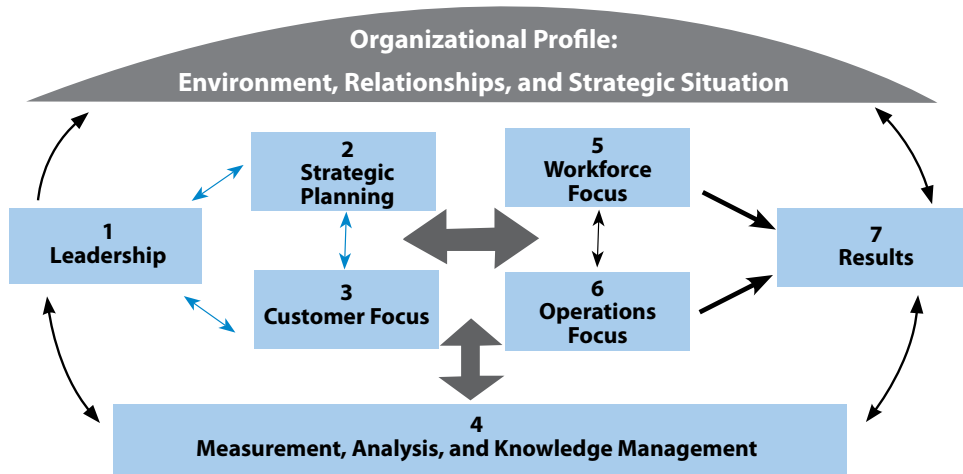 Organizational Profile:
Environment, Relationships, and Strategic Situation
1
Leadership
2
Strategic
Planning
3
Customer Focus
5
Workforce
Focus
6
Operations
Focus
7
Results
4
Measurement, Analysis, and Knowledge Management